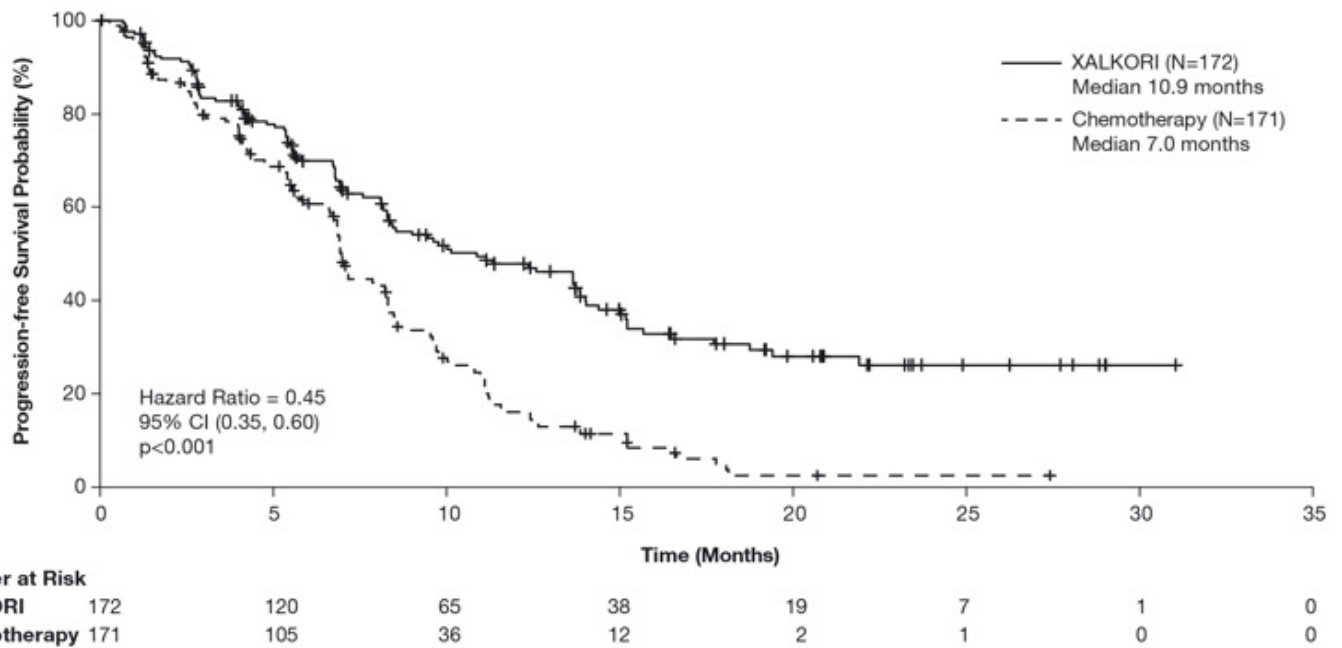 Progression-free Survival Probability (%)
100
80
60
40
20
0
XALKORI (N=172)
Median 10.9 months
Chemotherapy (N=171)
Median 7.0 months
Hazard Ratio = 0.45
95% CI (0.35, 0.60)
p<0.001
0 5 10 15 20 25 30 35
Time (Months)
er at Risk
ORI 172 120 65 38 19 7 1 0
otherapy 171 105 36 12 2 1 0 0